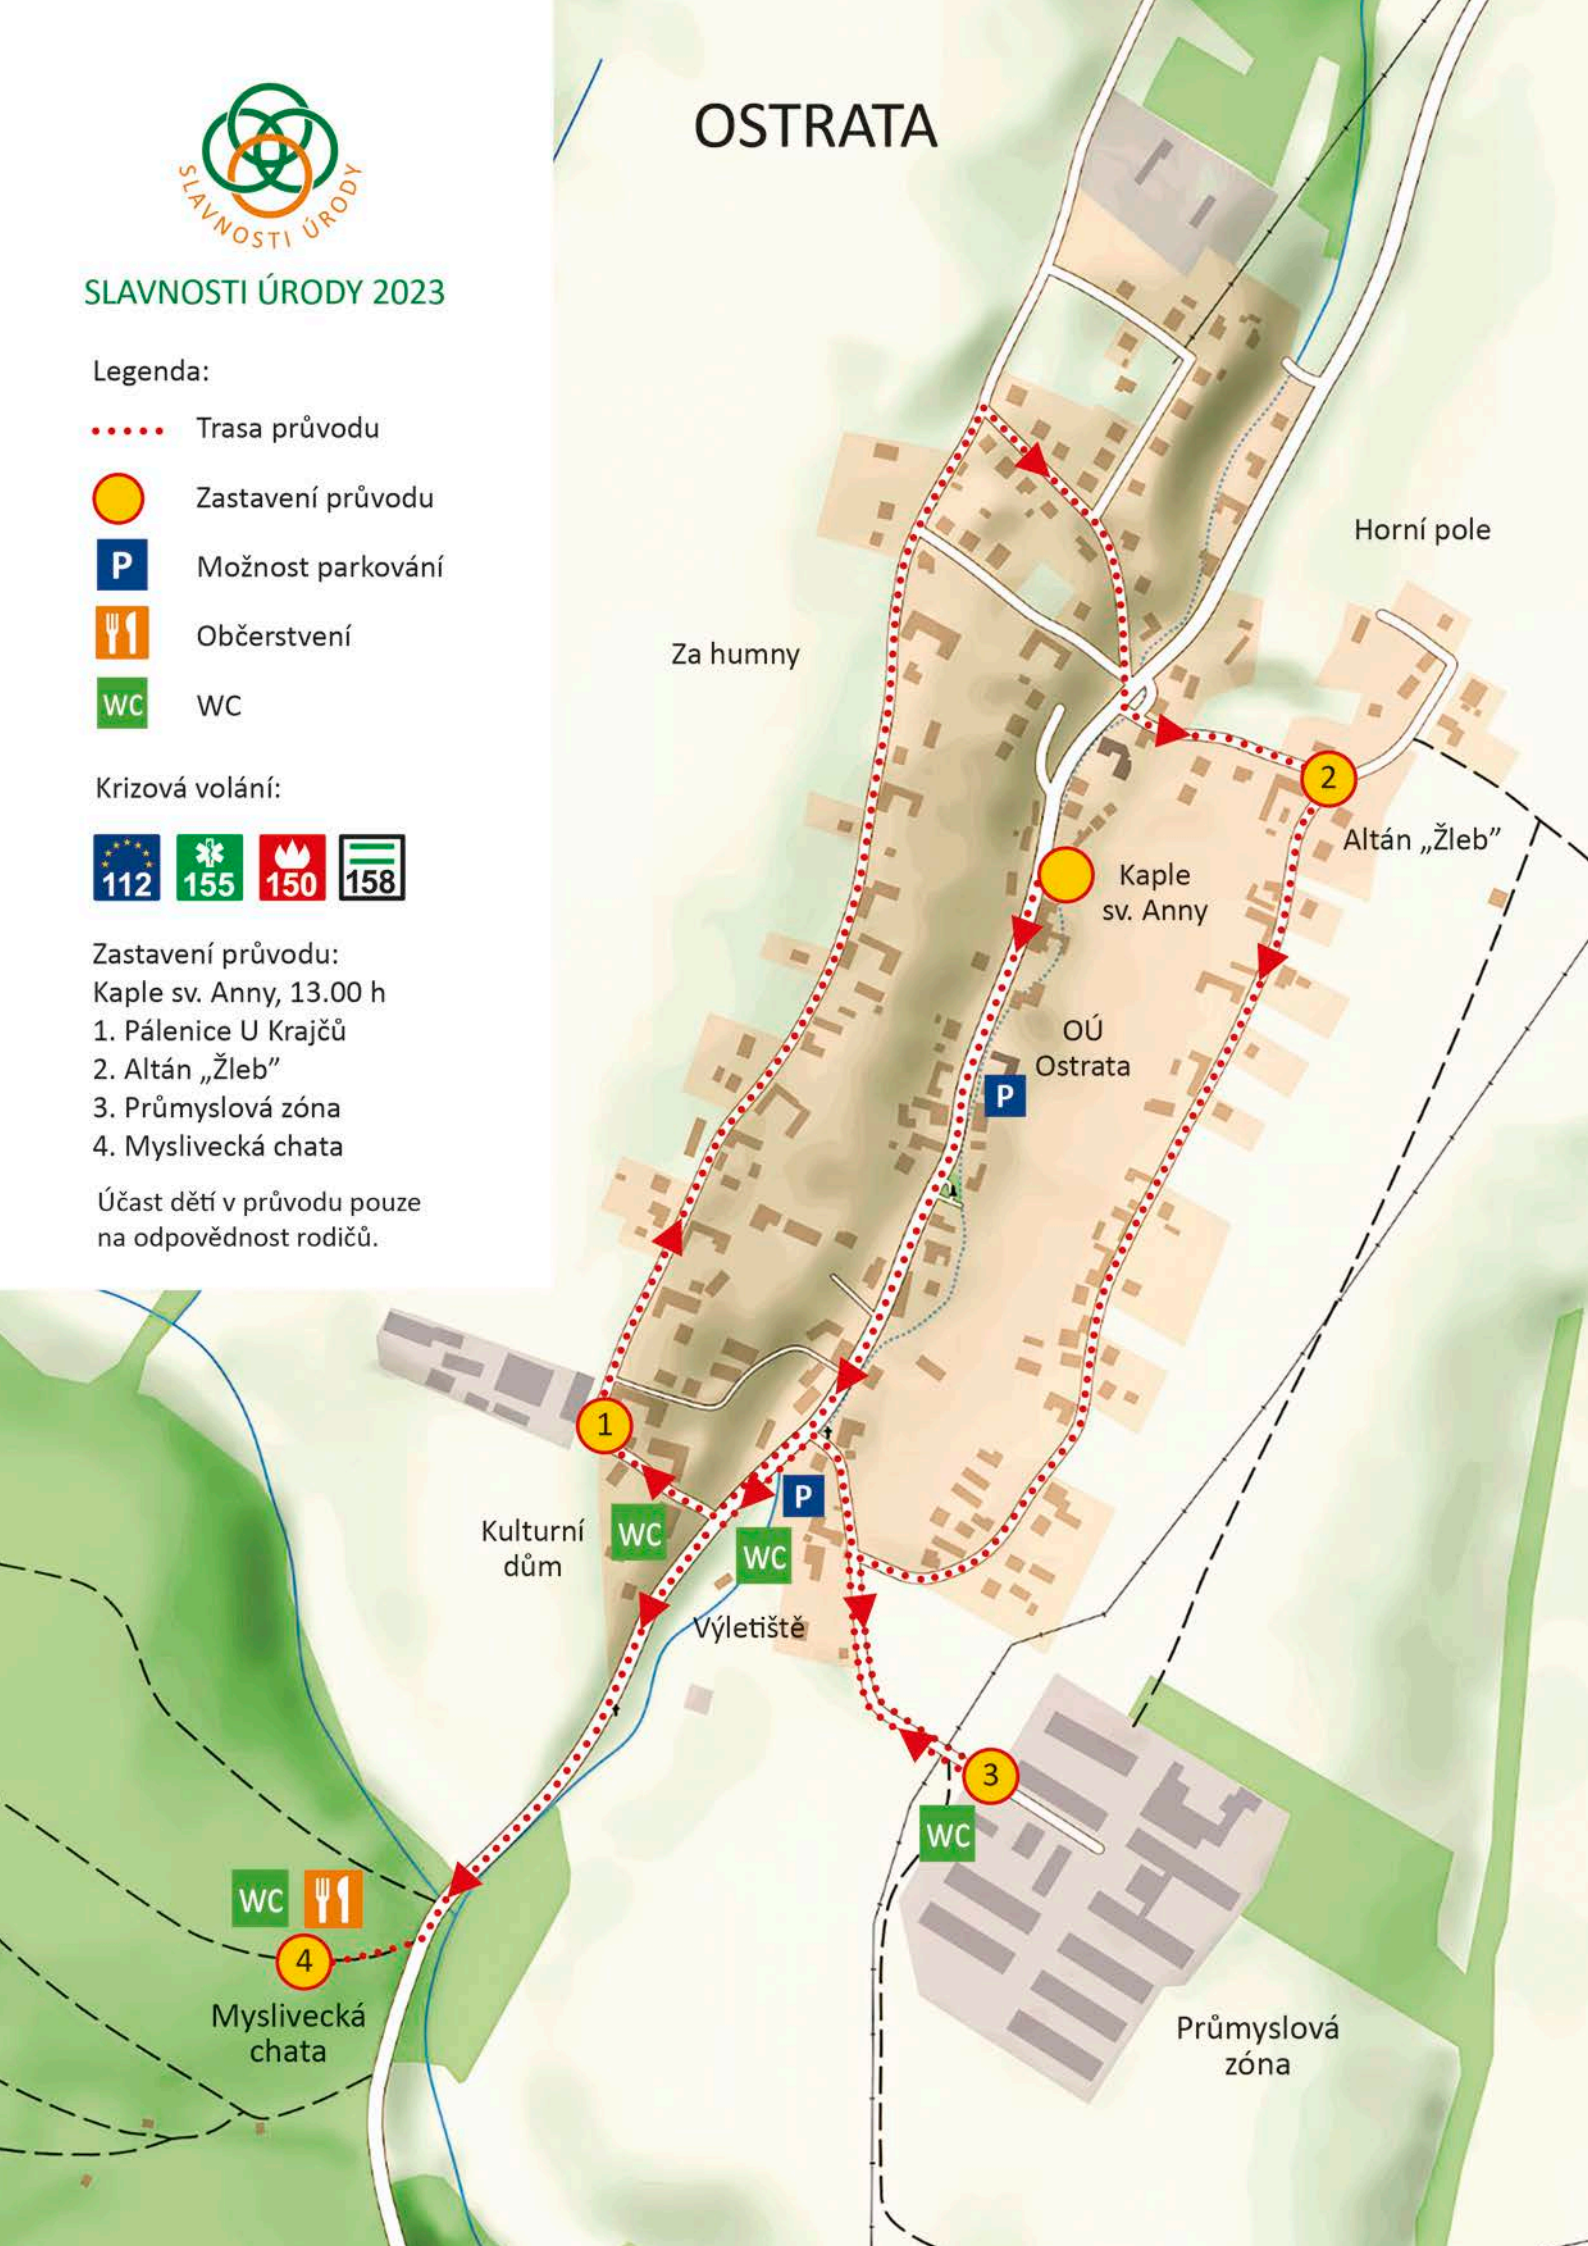 OSTRATA
SLAVNOSTI ÚRODY
SLAVNOSTI ÚRODY 2023
Legenda:
Trasa průvodu
Zastavení průvodu
P Možnost parkování
Občerstvení
WC WC
Krizová volání:
112 155 150 158
Zastavení průvodu:
Kaple sv. Anny, 13.00 h
1. Pálenice U Krajčů
2. Altán „Žleb”
3. Průmyslová zóna
4. Myslivecká chata
Účast dětí v průvodu pouze
na odpovědnost rodičů.
Horní pole
Za humny
2
Altán „Žleb”
Kaple
sv. Anny
OÚ
Ostrata
P
1
P
Kulturní
dům
WC
WC
Výletiště
3
WC
WC
4
Myslivecká
chata
Průmyslová
zóna